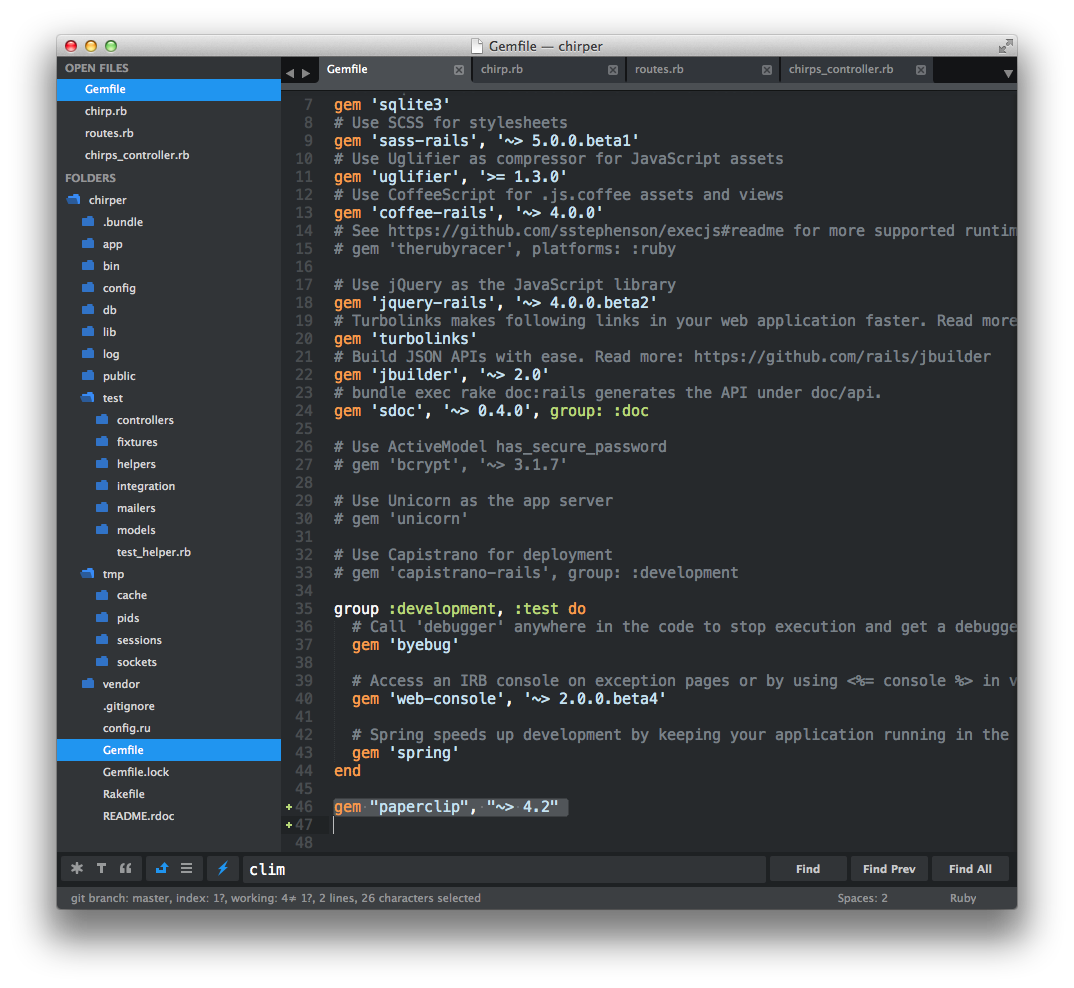 Gemfile — chirper
OPEN FILES
Gemfile
chirp.rb
routes.rb
chirps_controller.rb
FOLDERS
chirper
.bundle
app
bin
config
db
lib
log
public
test
controllers
fixtures
helpers
integration
mailers
models
test_helper.rb
tmp
cache
pids
sessions
sockets
vendor
.gitignore
config.ru
Gemfile
Gemfile.lock
Rakefile
README.rdoc
Gemfile chirp.rb routes.rb chirps_controller.rb
7 gem 'sqlite3'
8 # Use SCSS for stylesheets
9 gem 'sass-rails', '~> 5.0.0.beta1'
10 # Use Uglifier as compressor for JavaScript assets
11 gem 'uglifier', '>= 1.3.0'
12 # Use CoffeeScript for .js.coffee assets and views
13 gem 'coffee-rails', '~> 4.0.0'
14 # See https://github.com/sstephenson/execjs#readme for more supported runtim
15 # gem 'therubyracer', platforms: :ruby
16
17 # Use jQuery as the JavaScript library
18 gem 'jquery-rails', '~> 4.0.0.beta2'
19 # Turbolinks makes following links in your web application faster. Read more
20 gem 'turbolinks'
21 # Build JSON APIs with ease. Read more: https://github.com/rails/jbuilder
22 gem 'jbuilder', '~> 2.0'
23 # bundle exec rake doc:rails generates the API under doc/api.
24 gem 'sdoc', '~> 0.4.0', group: :doc
25
26 # Use ActiveModel has_secure_password
27 # gem 'bcrypt', '~> 3.1.7'
28
29 # Use Unicorn as the app server
30 # gem 'unicorn'
31
32 # Use Capistrano for deployment
33 # gem 'capistrano-rails', group: :development
34
35 group :development, :test do
36 # Call 'debugger' anywhere in the code to stop execution and get a debugge
37 gem 'byebug'
38
39 # Access an IRB console on exception pages or by using <%= console %> in v
40 gem 'web-console', '~> 2.0.0.beta4'
41
42 # Spring speeds up development by keeping your application running in the
43 gem 'spring'
44 end
45
+46 gem "paperclip", "~> 4.2"
+47
48
clim Find Find Prev Find All
git branch: master, index: 1?, working: 4≠ 1?, 2 lines, 26 characters selected Spaces: 2 Ruby